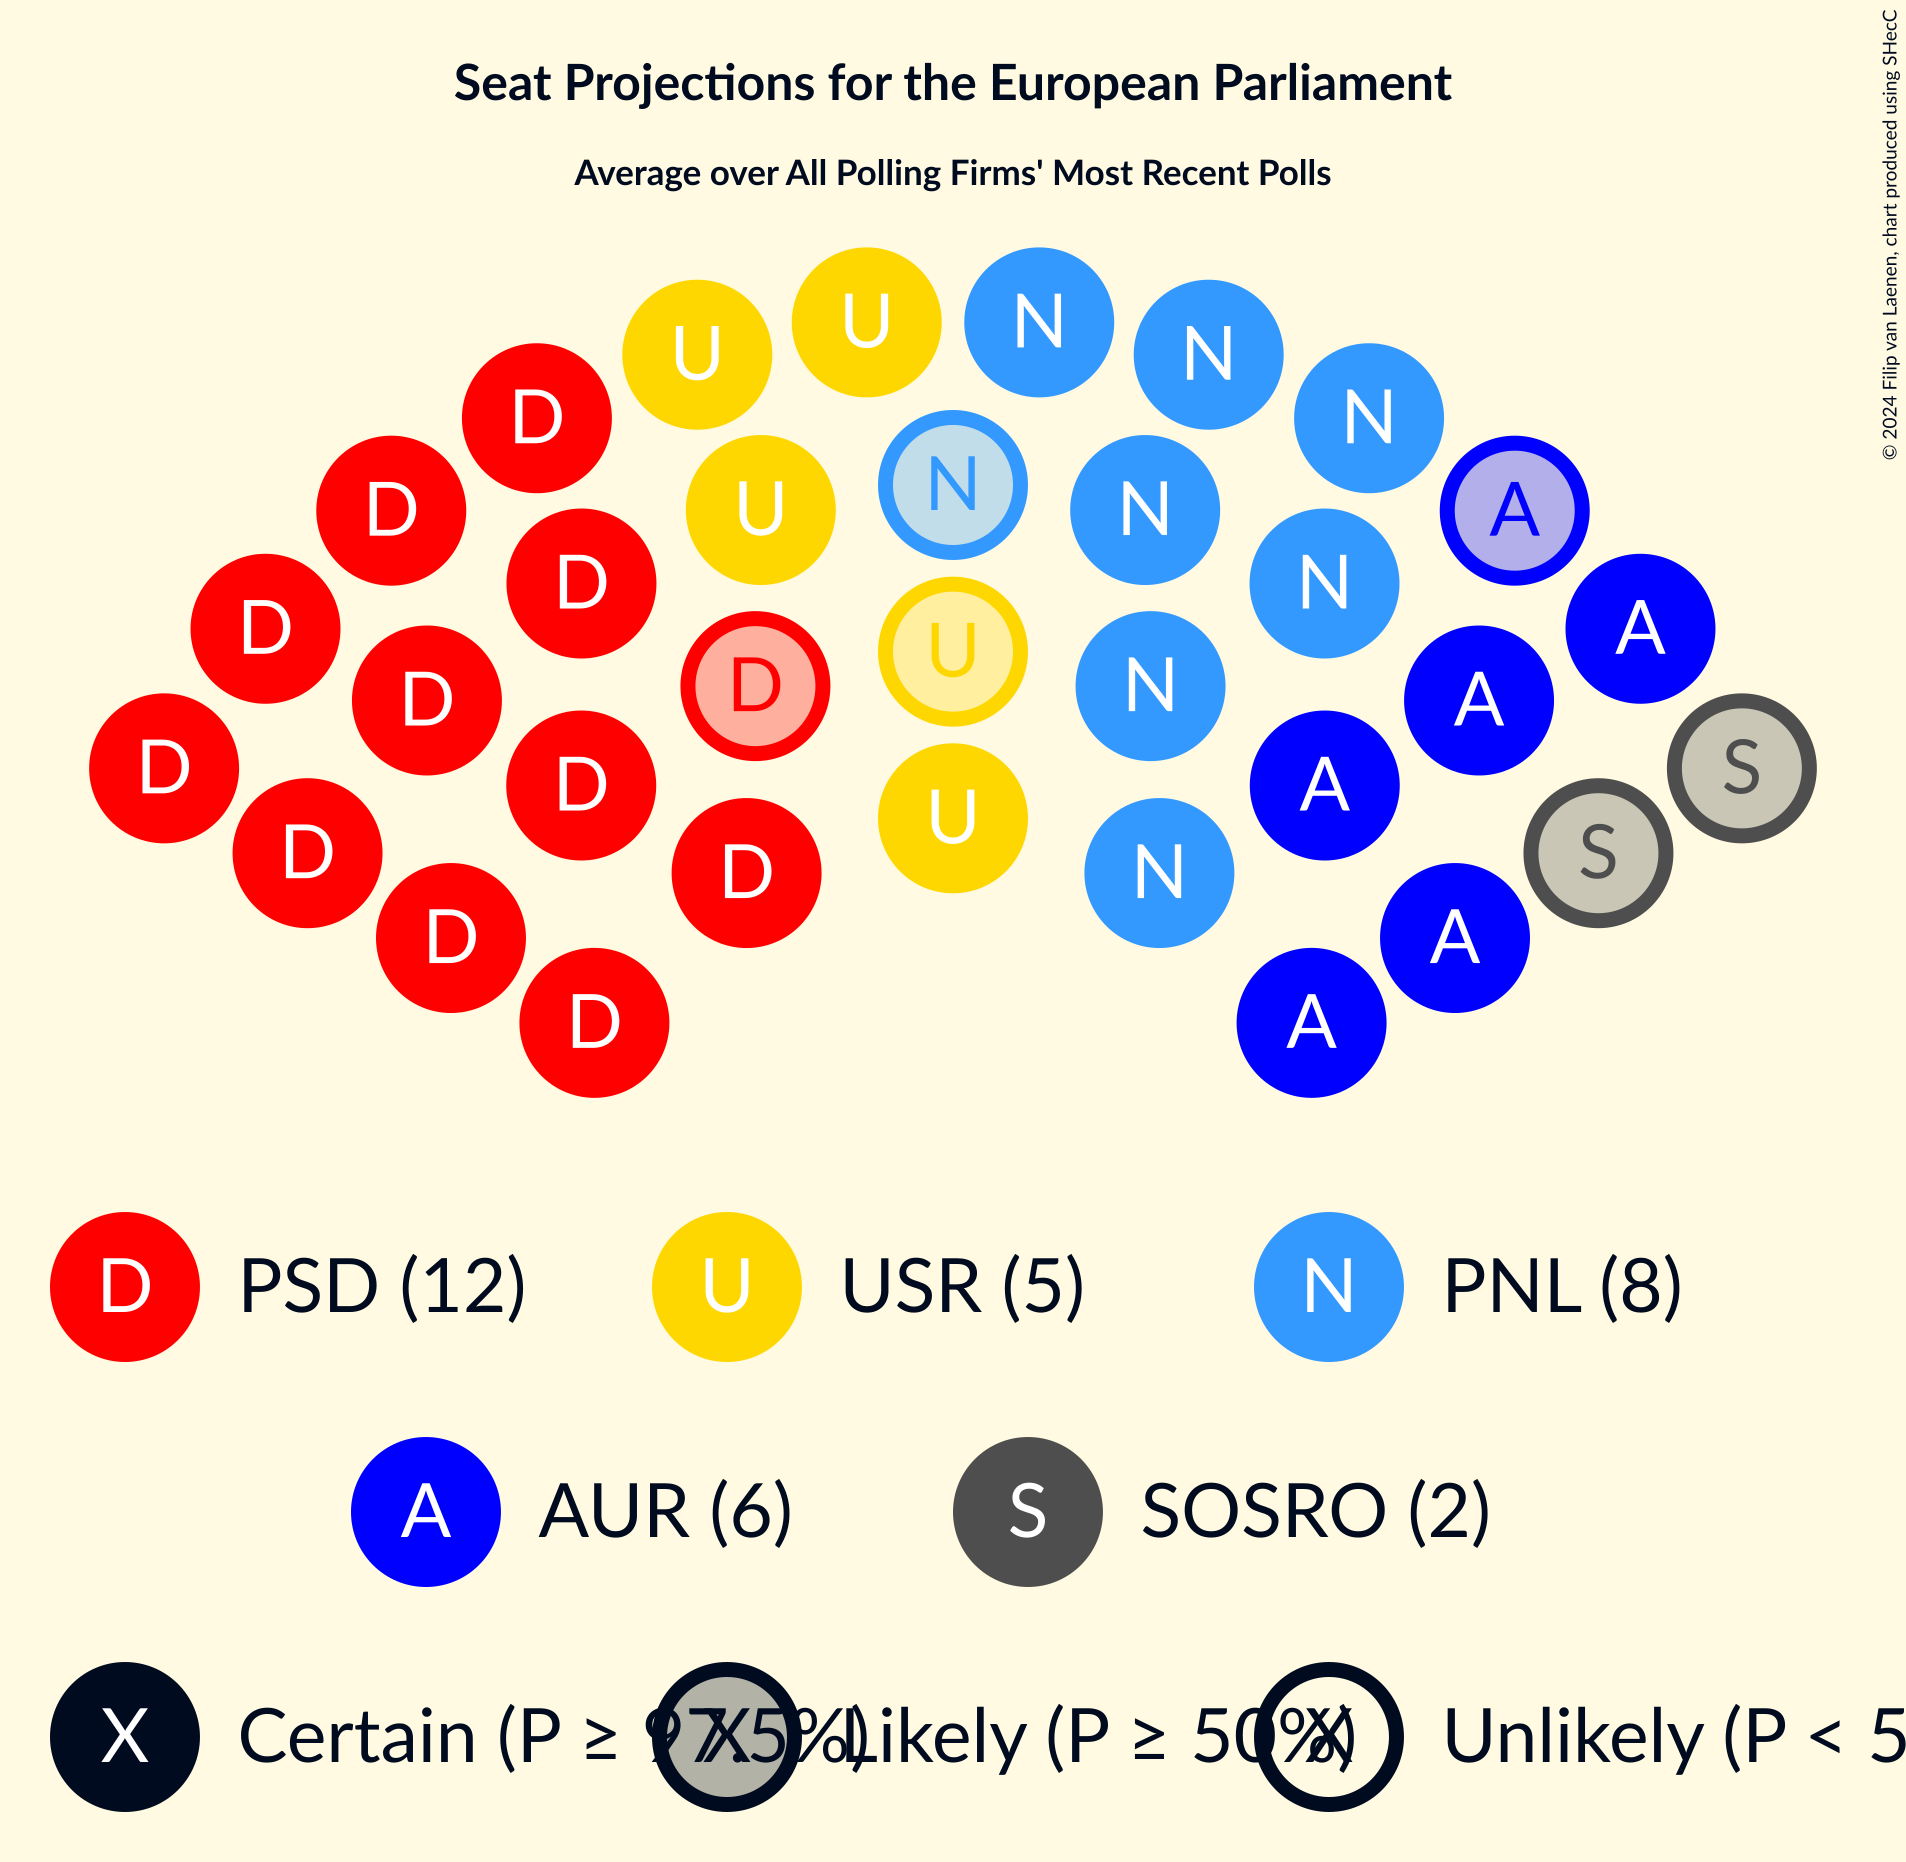 Seat Projections for the European Parliament
Average over All Polling Firms' Most Recent Polls
© 2024 Filip van Laenen, chart produced using SHecC
U U N N
D N
U N N
D A
D N
D U A
D D N
D A
D A
D A S
U
D S
D N
D A
D A
D PSD (12) U USR (5) N PNL (8)
A AUR (6) S SOSRO (2)
X Certain (P ≥ 97.5%) X Likely (P ≥ 50%) X Unlikely (P < 5